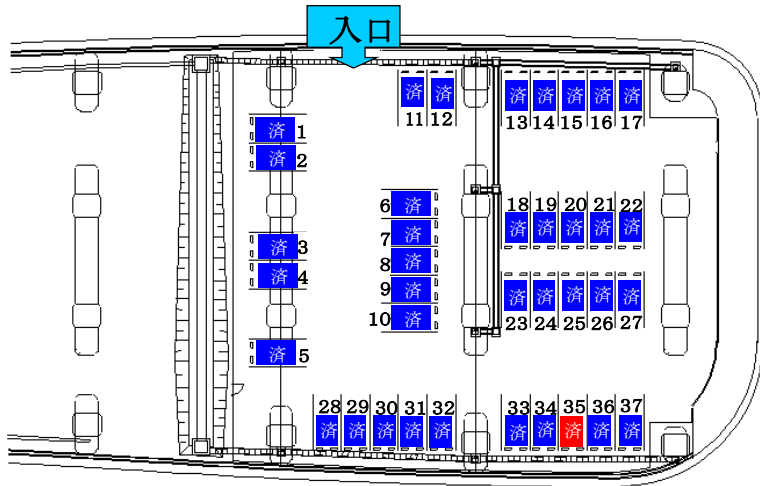 入口
11 12
済 済
13 14 15 16 17
済 済 済 済 済
済 1
済 2
済 3
済 4
済 5
6 済
7 済
8 済
9 済
10 済
18 19 20 21 22
済 済 済 済 済
済 済 済 済 済
23 24 25 26 27
28 29 30 31 32
済 済 済 済 済
33 34 35 36 37
済 済 済 済 済